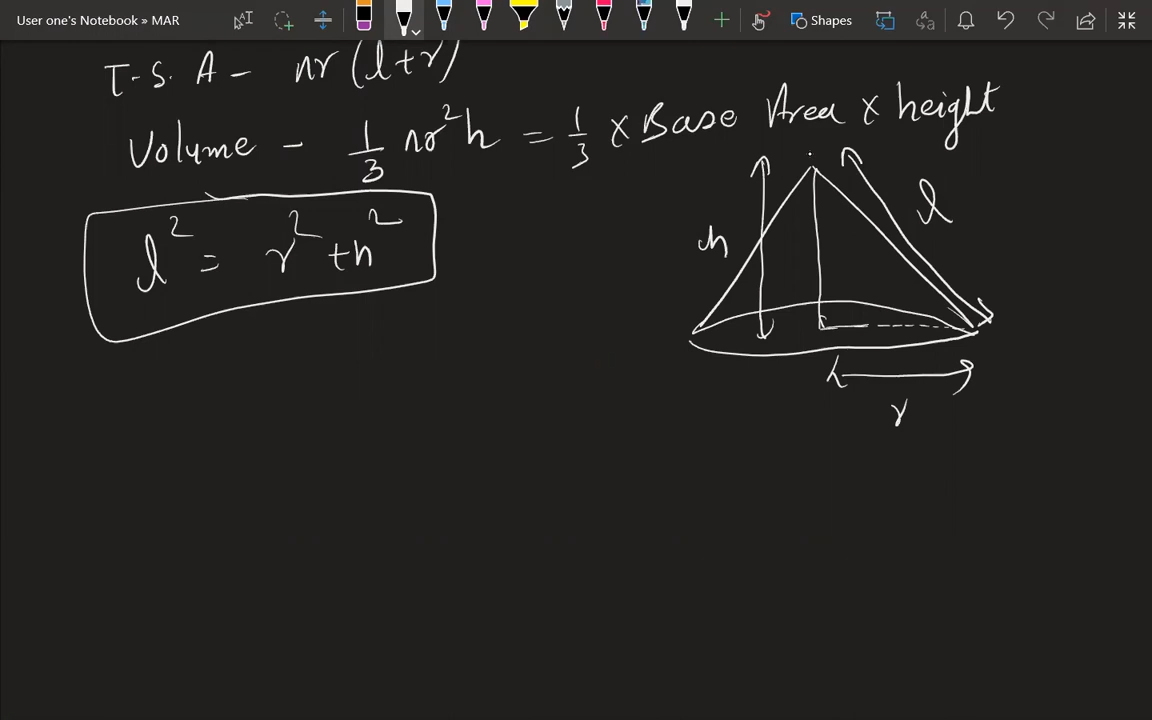 User one's Notebook » MAR
Shapes
T.S.A - πr(l+r)
Volume - 1/3 πr²h = 1/3 × Base Area × height
l² = r² + h²
h
l
r